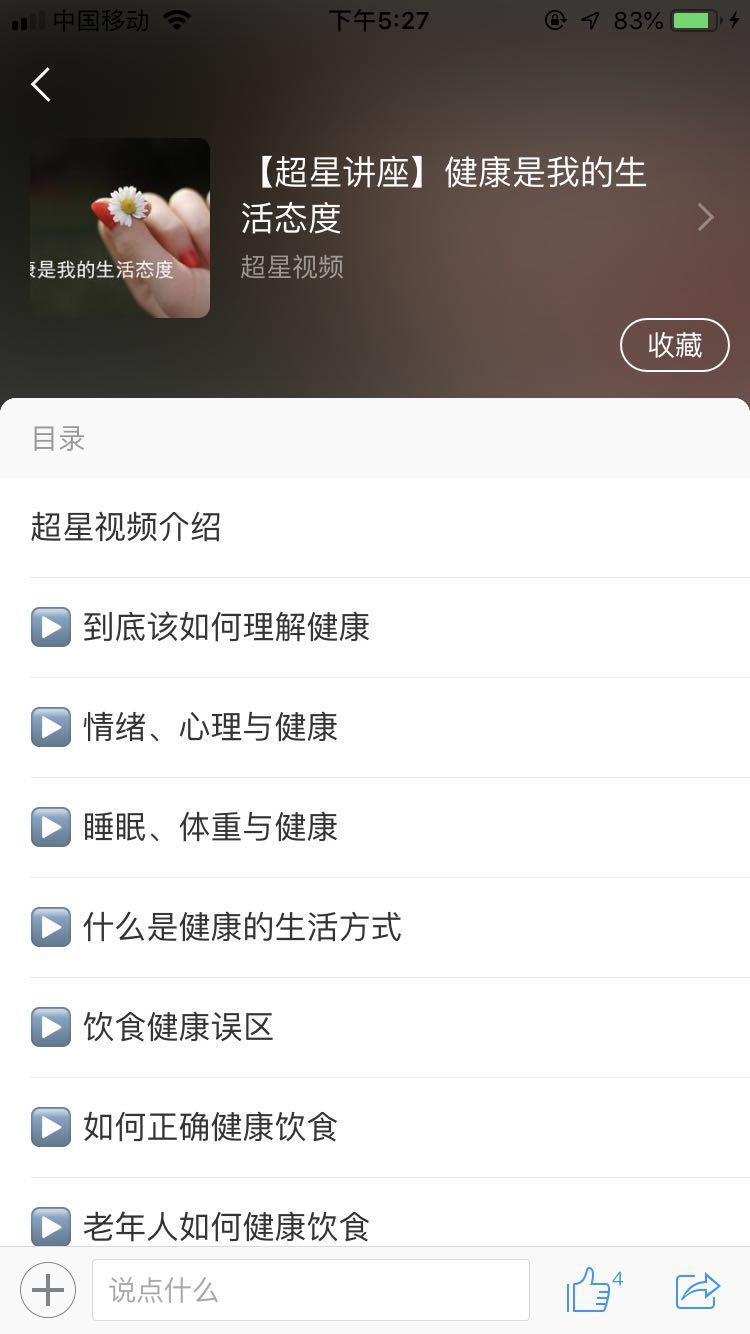 中国移动 下午5:27 83%
【超星讲座】健康是我的生
活态度
康是我的生活态度
超星视频
收藏
目录
超星视频介绍
到底该如何理解健康
情绪、心理与健康
睡眠、体重与健康
什么是健康的生活方式
饮食健康误区
如何正确健康饮食
老年人如何健康饮食
说点什么
4